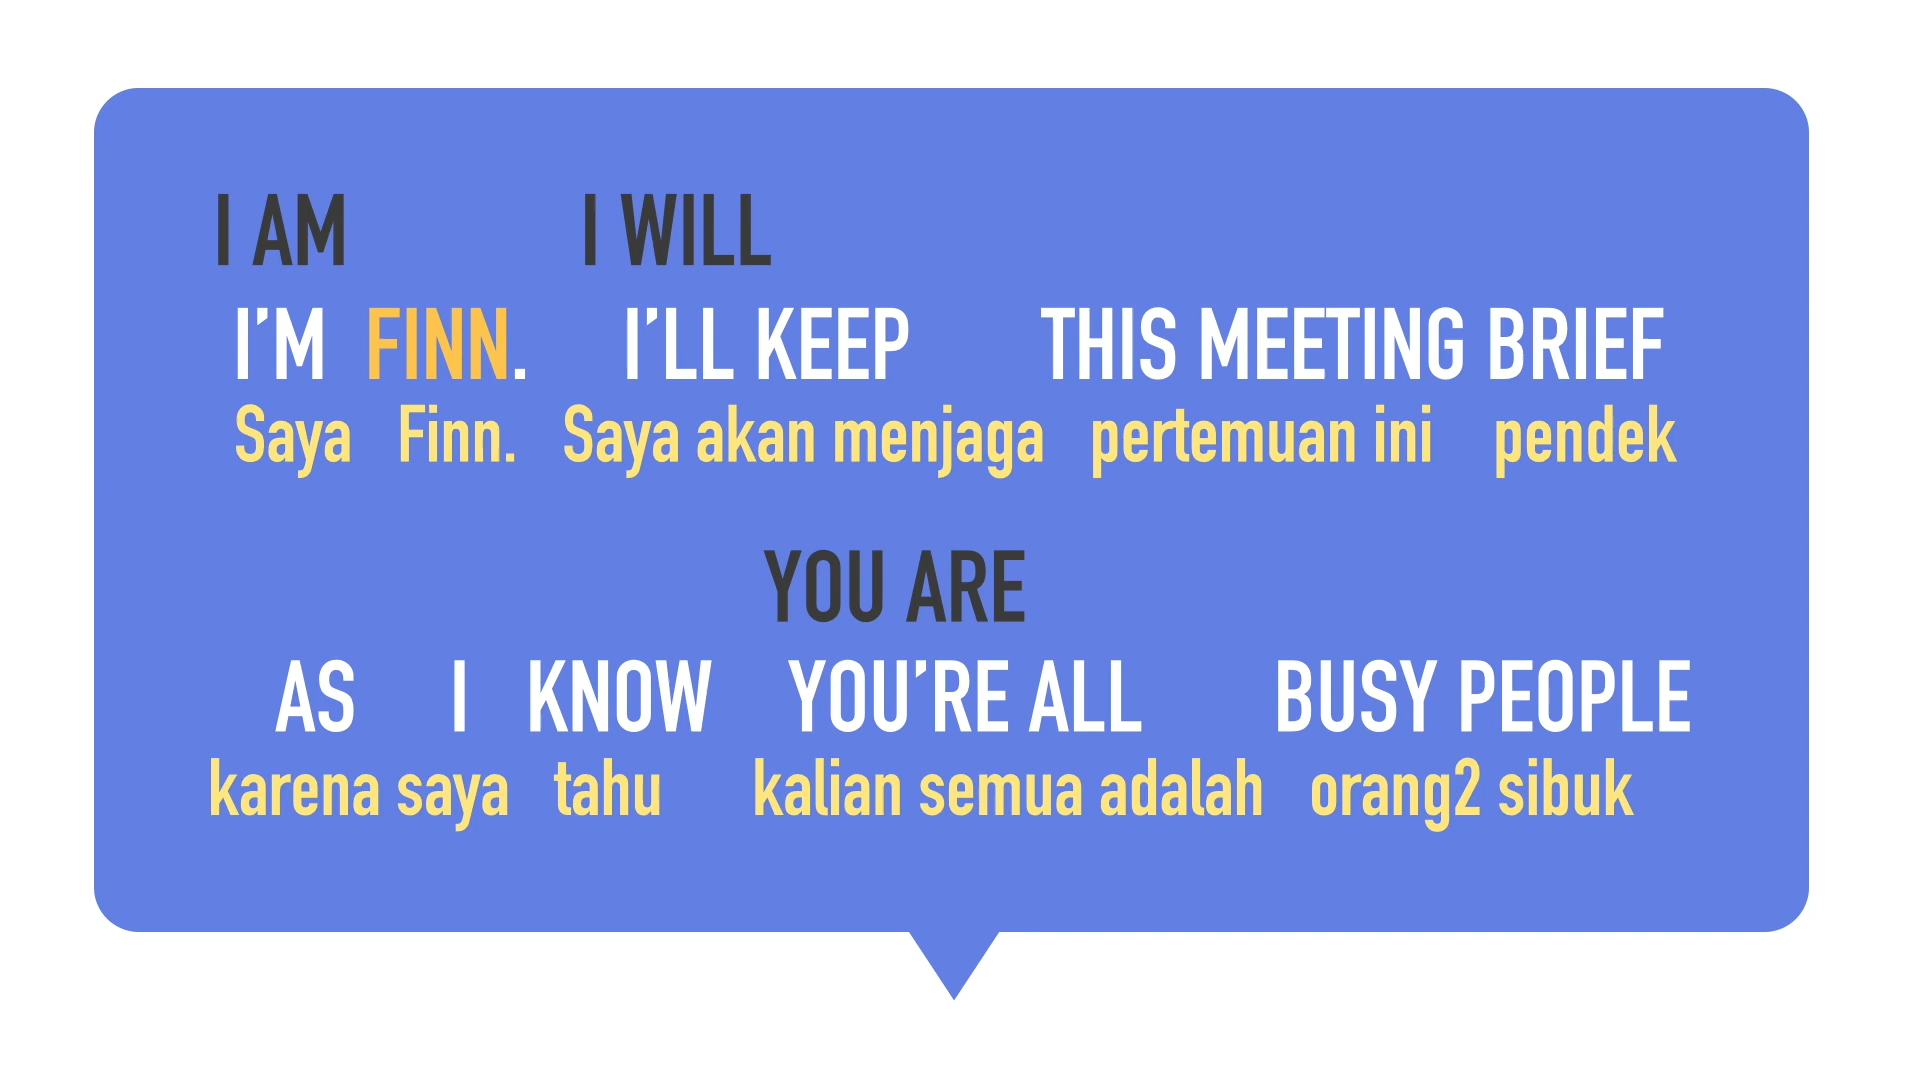 I AM I WILL
I'M FINN. I'LL KEEP THIS MEETING BRIEF
Saya Finn. Saya akan menjaga pertemuan ini pendek
YOU ARE
AS I KNOW YOU'RE ALL BUSY PEOPLE
karena saya tahu kalian semua adalah orang2 sibuk